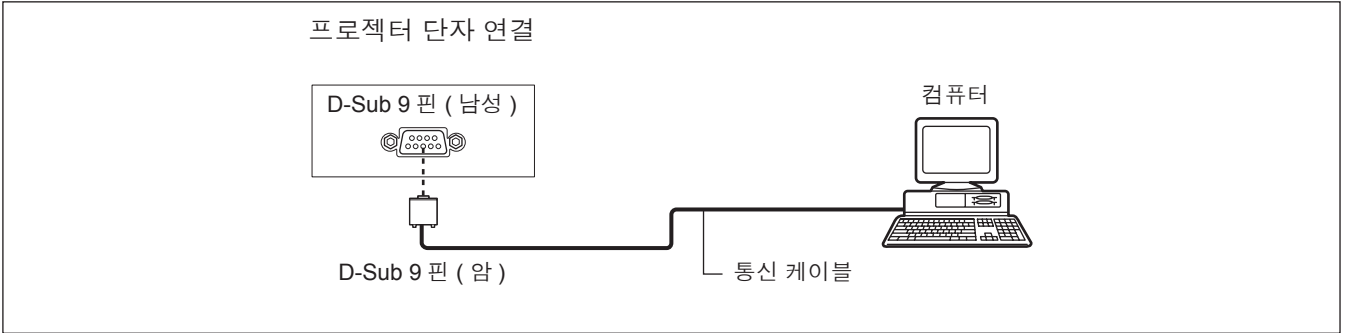 프로젝터 단자 연결
D-Sub 9 핀 ( 남성 )
컴퓨터
D-Sub 9 핀 ( 암 )
통신 케이블